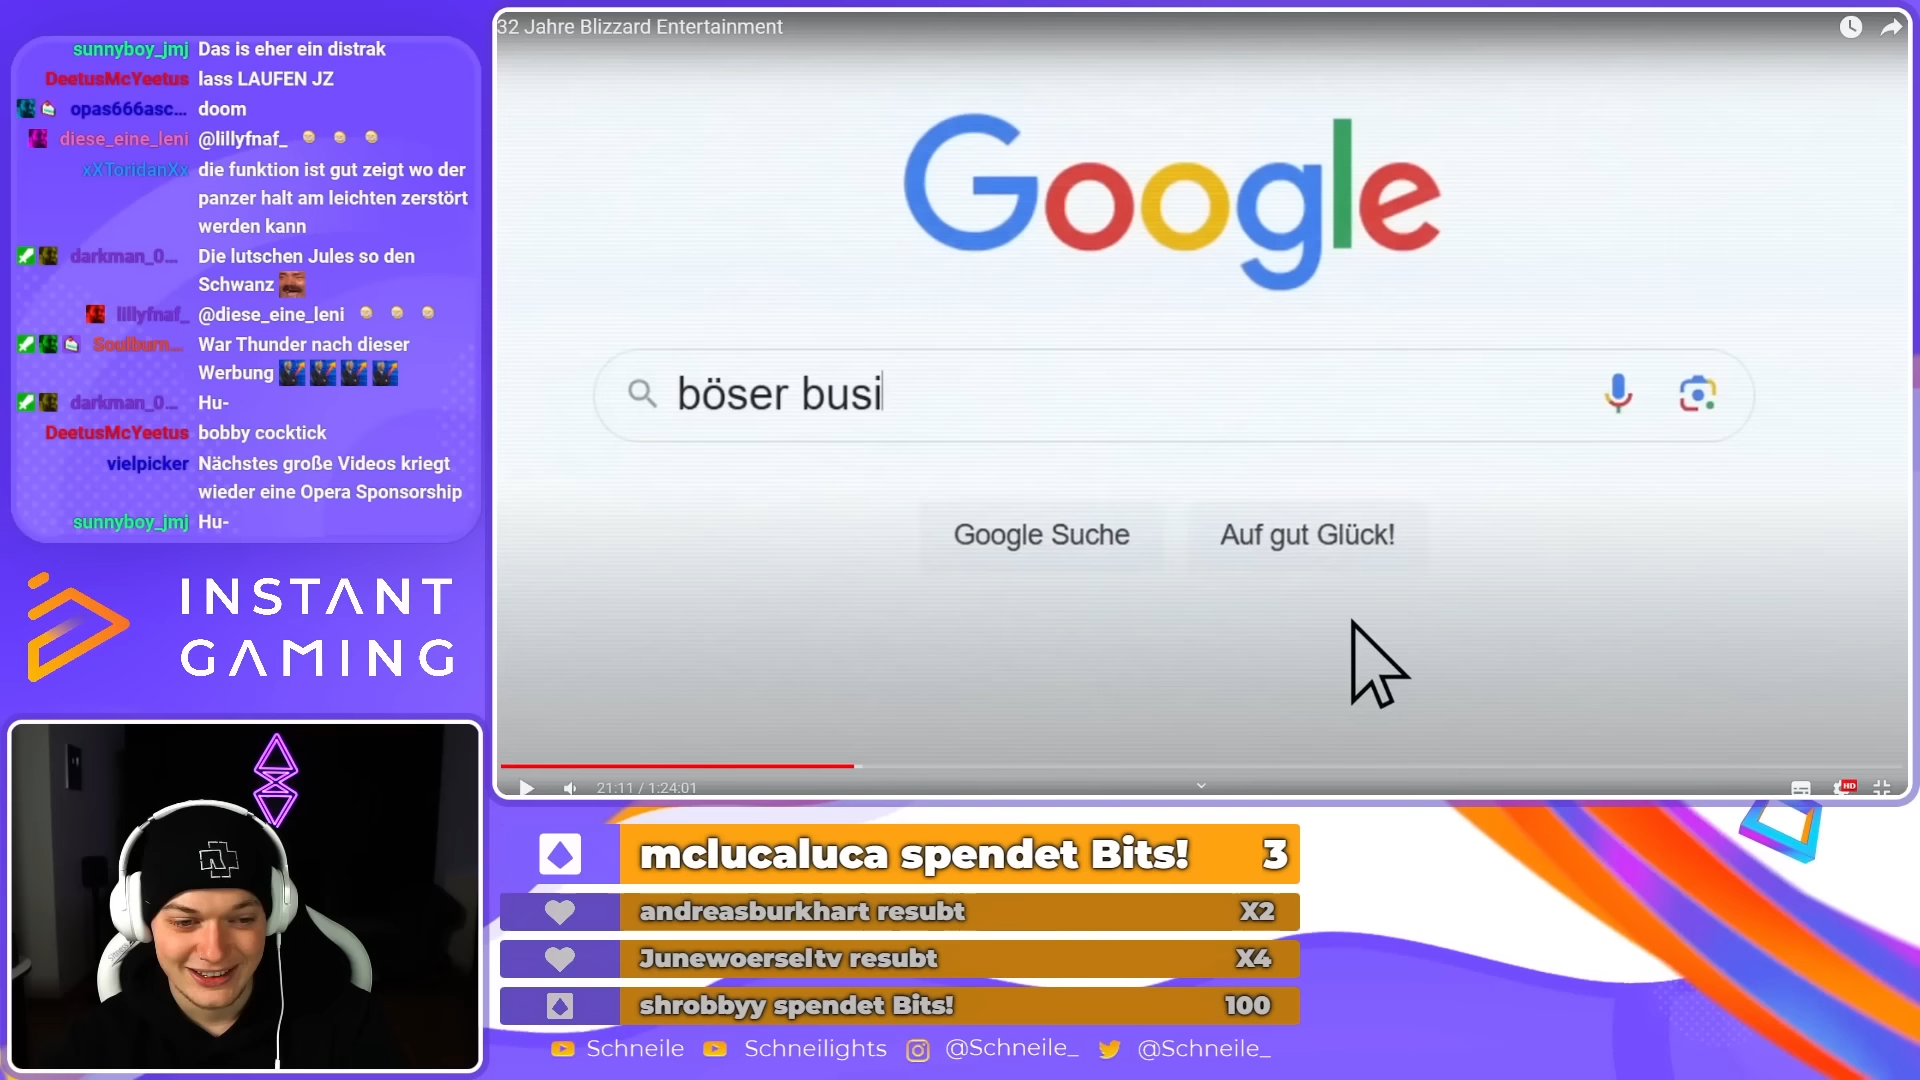 sunnyboy_jmj Das is eher ein distrak
DeetusMcYeetus lass LAUFEN JZ
opas666asc... doom
diese_eine_leni @lillyfnaf_
xXToridanXx die funktion ist gut zeigt wo der
panzer halt am leichten zerstört
werden kann
darkman_0... Die lutschen Jules so den
Schwanz
lillyfnaf_ @diese_eine_leni
Soulburn... War Thunder nach dieser
Werbung
darkman_0... Hu-
DeetusMcYeetus bobby cocktick
vielpicker Nächstes große Videos kriegt
wieder eine Opera Sponsorship
sunnyboy_jmj Hu-
INSTANT
GAMING
32 Jahre Blizzard Entertainment
Google
böser busi
Google Suche Auf gut Glück!
21:11 / 1:24:01
HD
mclucaluca spendet Bits! 3
andreasburkhart resubt X2
Junewoerseltv resubt X4
shrobbyy spendet Bits! 100
Schneile Schneilights @Schneile_ @Schneile_